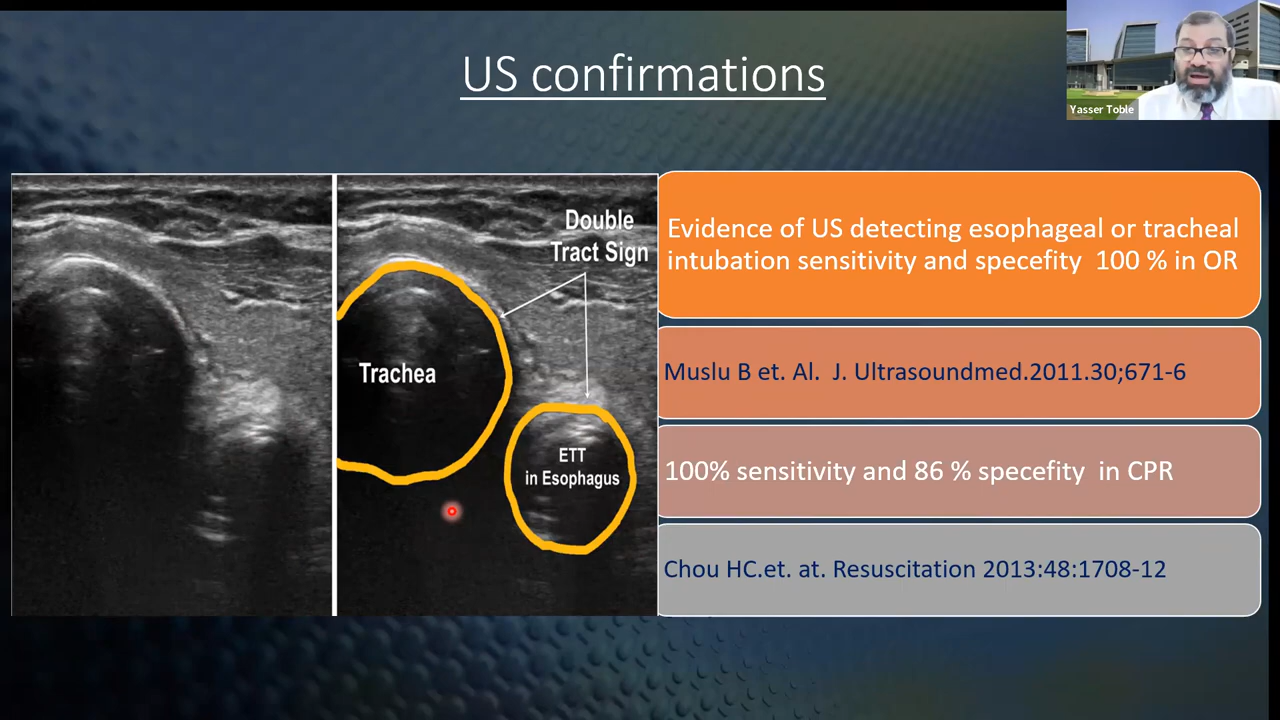 US confirmations
Yasser Toble
Double
Tract Sign
Trachea
ETT
in Esophagus
Evidence of US detecting esophageal or tracheal
intubation sensitivity and specefity 100 % in OR
Muslu B et. Al. J. Ultrasoundmed.2011.30;671-6
100% sensitivity and 86 % specefity in CPR
Chou HC.et. at. Resuscitation 2013:48:1708-12